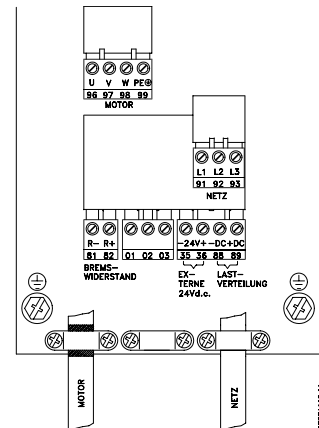 U V W PE
96 97 98 99
MOTOR
L1 L2 L3
91 92 93
NETZ
R- R+
81 82
01 02 03
-24V+ -DC+DC
35 36 88 89
BREMS-
WIDERSTAND
EX-
TERNE
24Vd.c.
LAST-
VERTEILUNG
MOTOR
NETZ